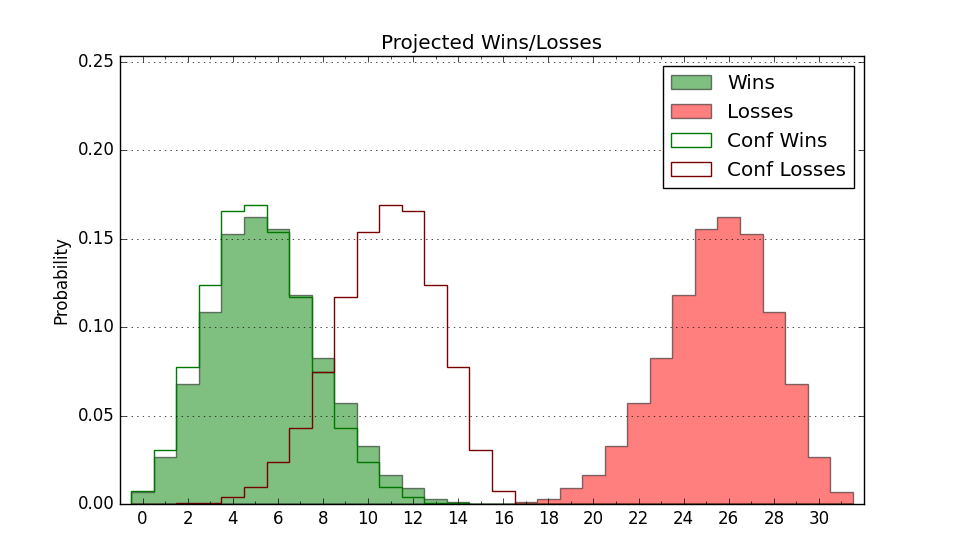 Projected Wins/Losses
0.25
0.20
0.15
0.10
0.05
0.00
Probability
Wins
Losses
Conf Wins
Conf Losses
0 2 4 6 8 10 12 14 16 18 20 22 24 26 28 30